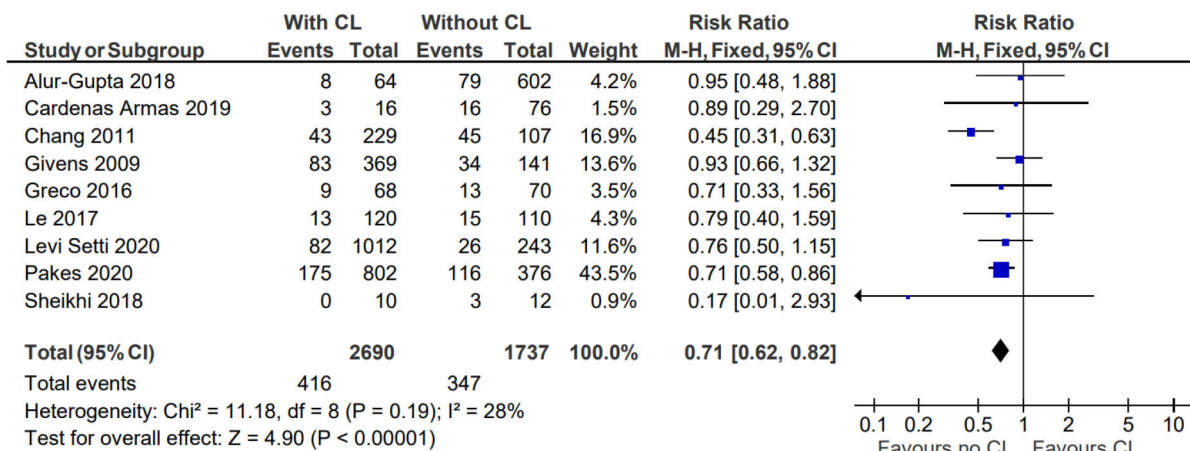 With CL Without CL Risk Ratio Risk Ratio
Study or Subgroup Events Total Events Total Weight M-H, Fixed, 95% CI M-H, Fixed, 95% CI
Alur-Gupta 2018 8 64 79 602 4.2% 0.95 [0.48, 1.88]
Cardenas Armas 2019 3 16 16 76 1.5% 0.89 [0.29, 2.70]
Chang 2011 43 229 45 107 16.9% 0.45 [0.31, 0.63]
Givens 2009 83 369 34 141 13.6% 0.93 [0.66, 1.32]
Greco 2016 9 68 13 70 3.5% 0.71 [0.33, 1.56]
Le 2017 13 120 15 110 4.3% 0.79 [0.40, 1.59]
Levi Setti 2020 82 1012 26 243 11.6% 0.76 [0.50, 1.15]
Pakes 2020 175 802 116 376 43.5% 0.71 [0.58, 0.86]
Sheikhi 2018 0 10 3 12 0.9% 0.17 [0.01, 2.93]
Total (95% CI) 2690 1737 100.0% 0.71 [0.62, 0.82]
Total events 416 347
Heterogeneity: Chi² = 11.18, df = 8 (P = 0.19); I² = 28%
Test for overall effect: Z = 4.90 (P < 0.00001)
0.1 0.2 0.5 1 2 5 10
Favours no CL Favours CL